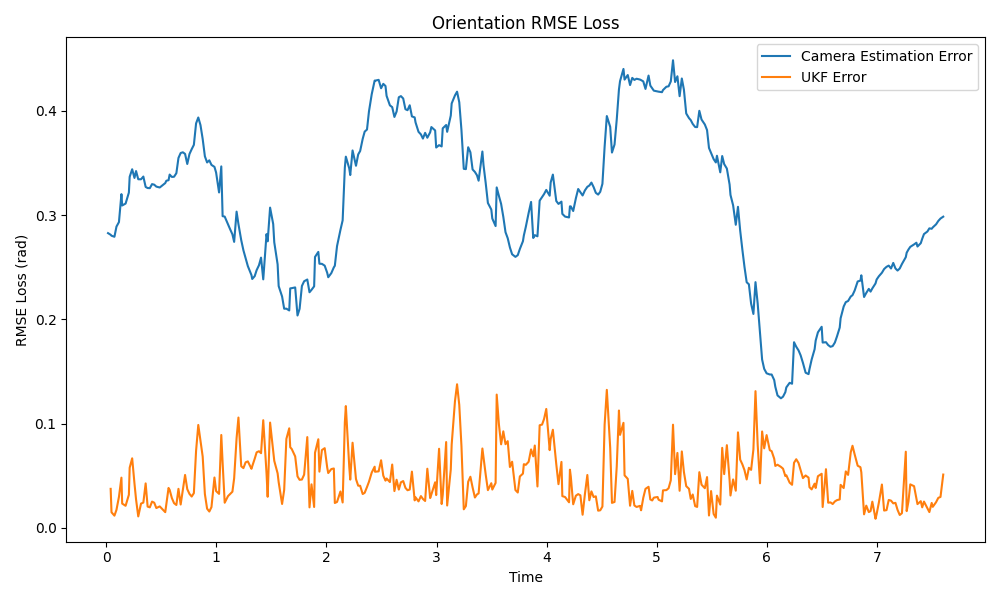 Orientation RMSE Loss
Camera Estimation Error
UKF Error
RMSE Loss (rad)
0.4
0.3
0.2
0.1
0.0
0 1 2 3 4 5 6 7
Time